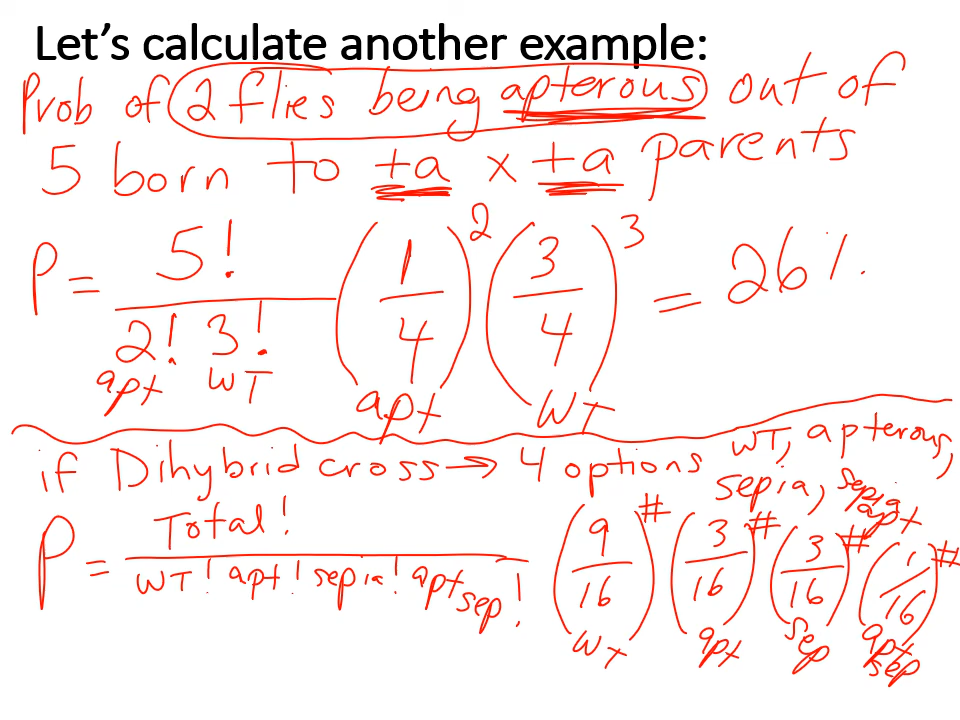 Let's calculate another example:
Prob of 2 flies being apterous out of
5 born to +a x +a parents
P = 5! / 2! 3! (1/4)² (3/4)³ = 26%
apt WT apt WT
if Dihybrid cross → 4 options WT, apterous,
sepia, sepia apt
P = Total! / WT! apt! sepia! apt sep! (9/16)# (3/16)# (3/16)# (1/16)#
WT apt sep apt sep